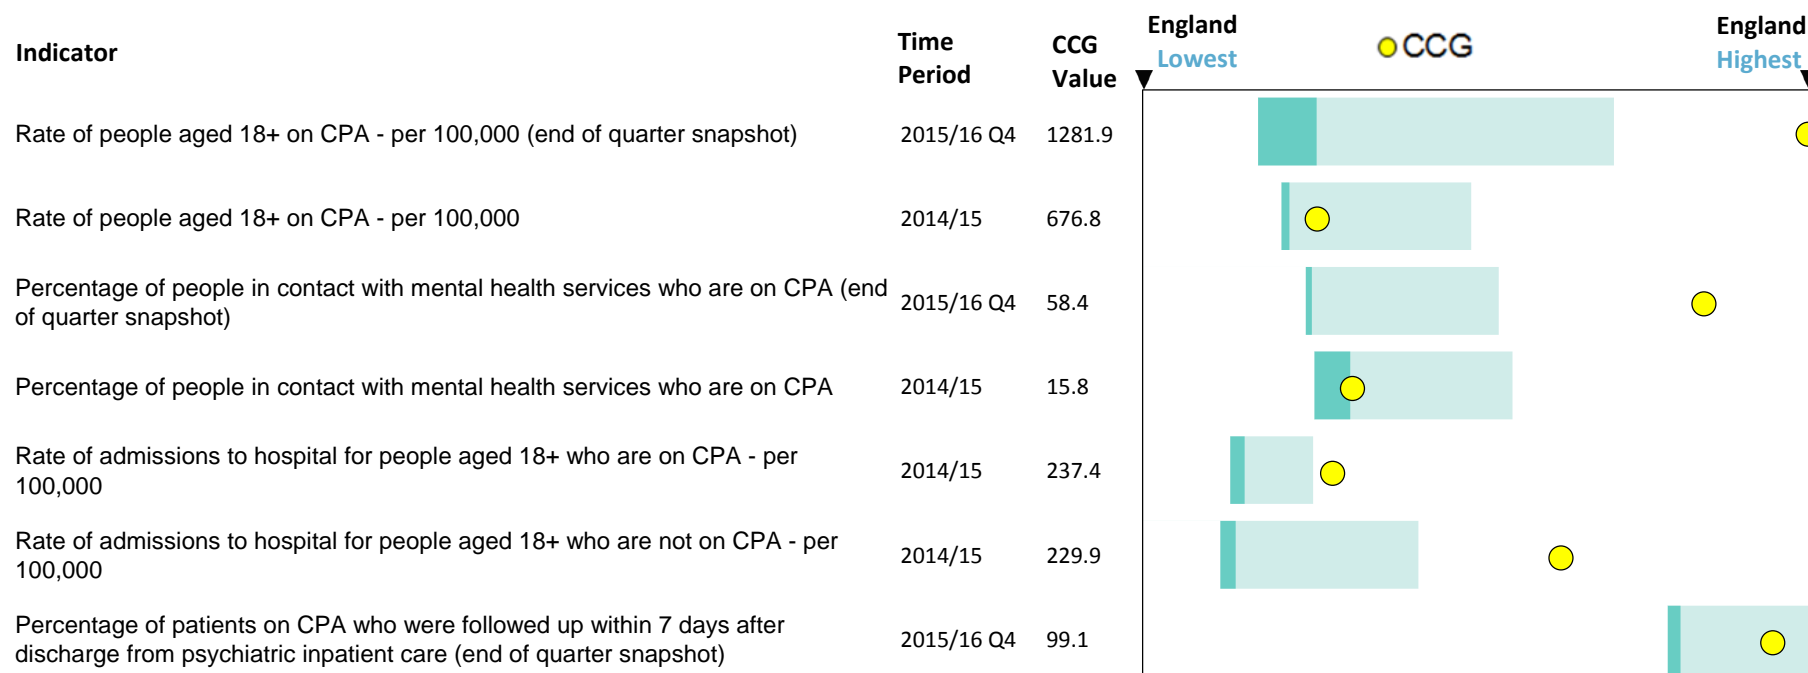 Indicator
Time Period
CCG Value
England Lowest
CCG
England Highest
Rate of people aged 18+ on CPA - per 100,000 (end of quarter snapshot) 2015/16 Q4 1281.9
Rate of people aged 18+ on CPA - per 100,000 2014/15 676.8
Percentage of people in contact with mental health services who are on CPA (end
of quarter snapshot) 2015/16 Q4 58.4
Percentage of people in contact with mental health services who are on CPA 2014/15 15.8
Rate of admissions to hospital for people aged 18+ who are on CPA - per
100,000 2014/15 237.4
Rate of admissions to hospital for people aged 18+ who are not on CPA - per
100,000 2014/15 229.9
Percentage of patients on CPA who were followed up within 7 days after
discharge from psychiatric inpatient care (end of quarter snapshot) 2015/16 Q4 99.1